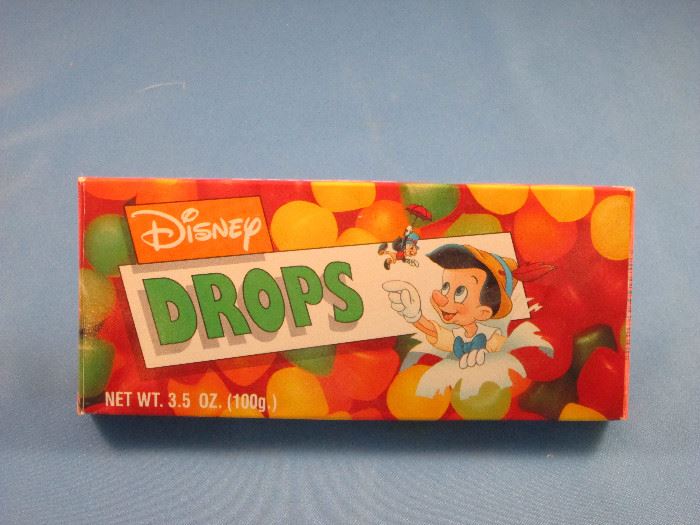 Disney
DROPS
NET WT. 3.5 OZ. (100g.)